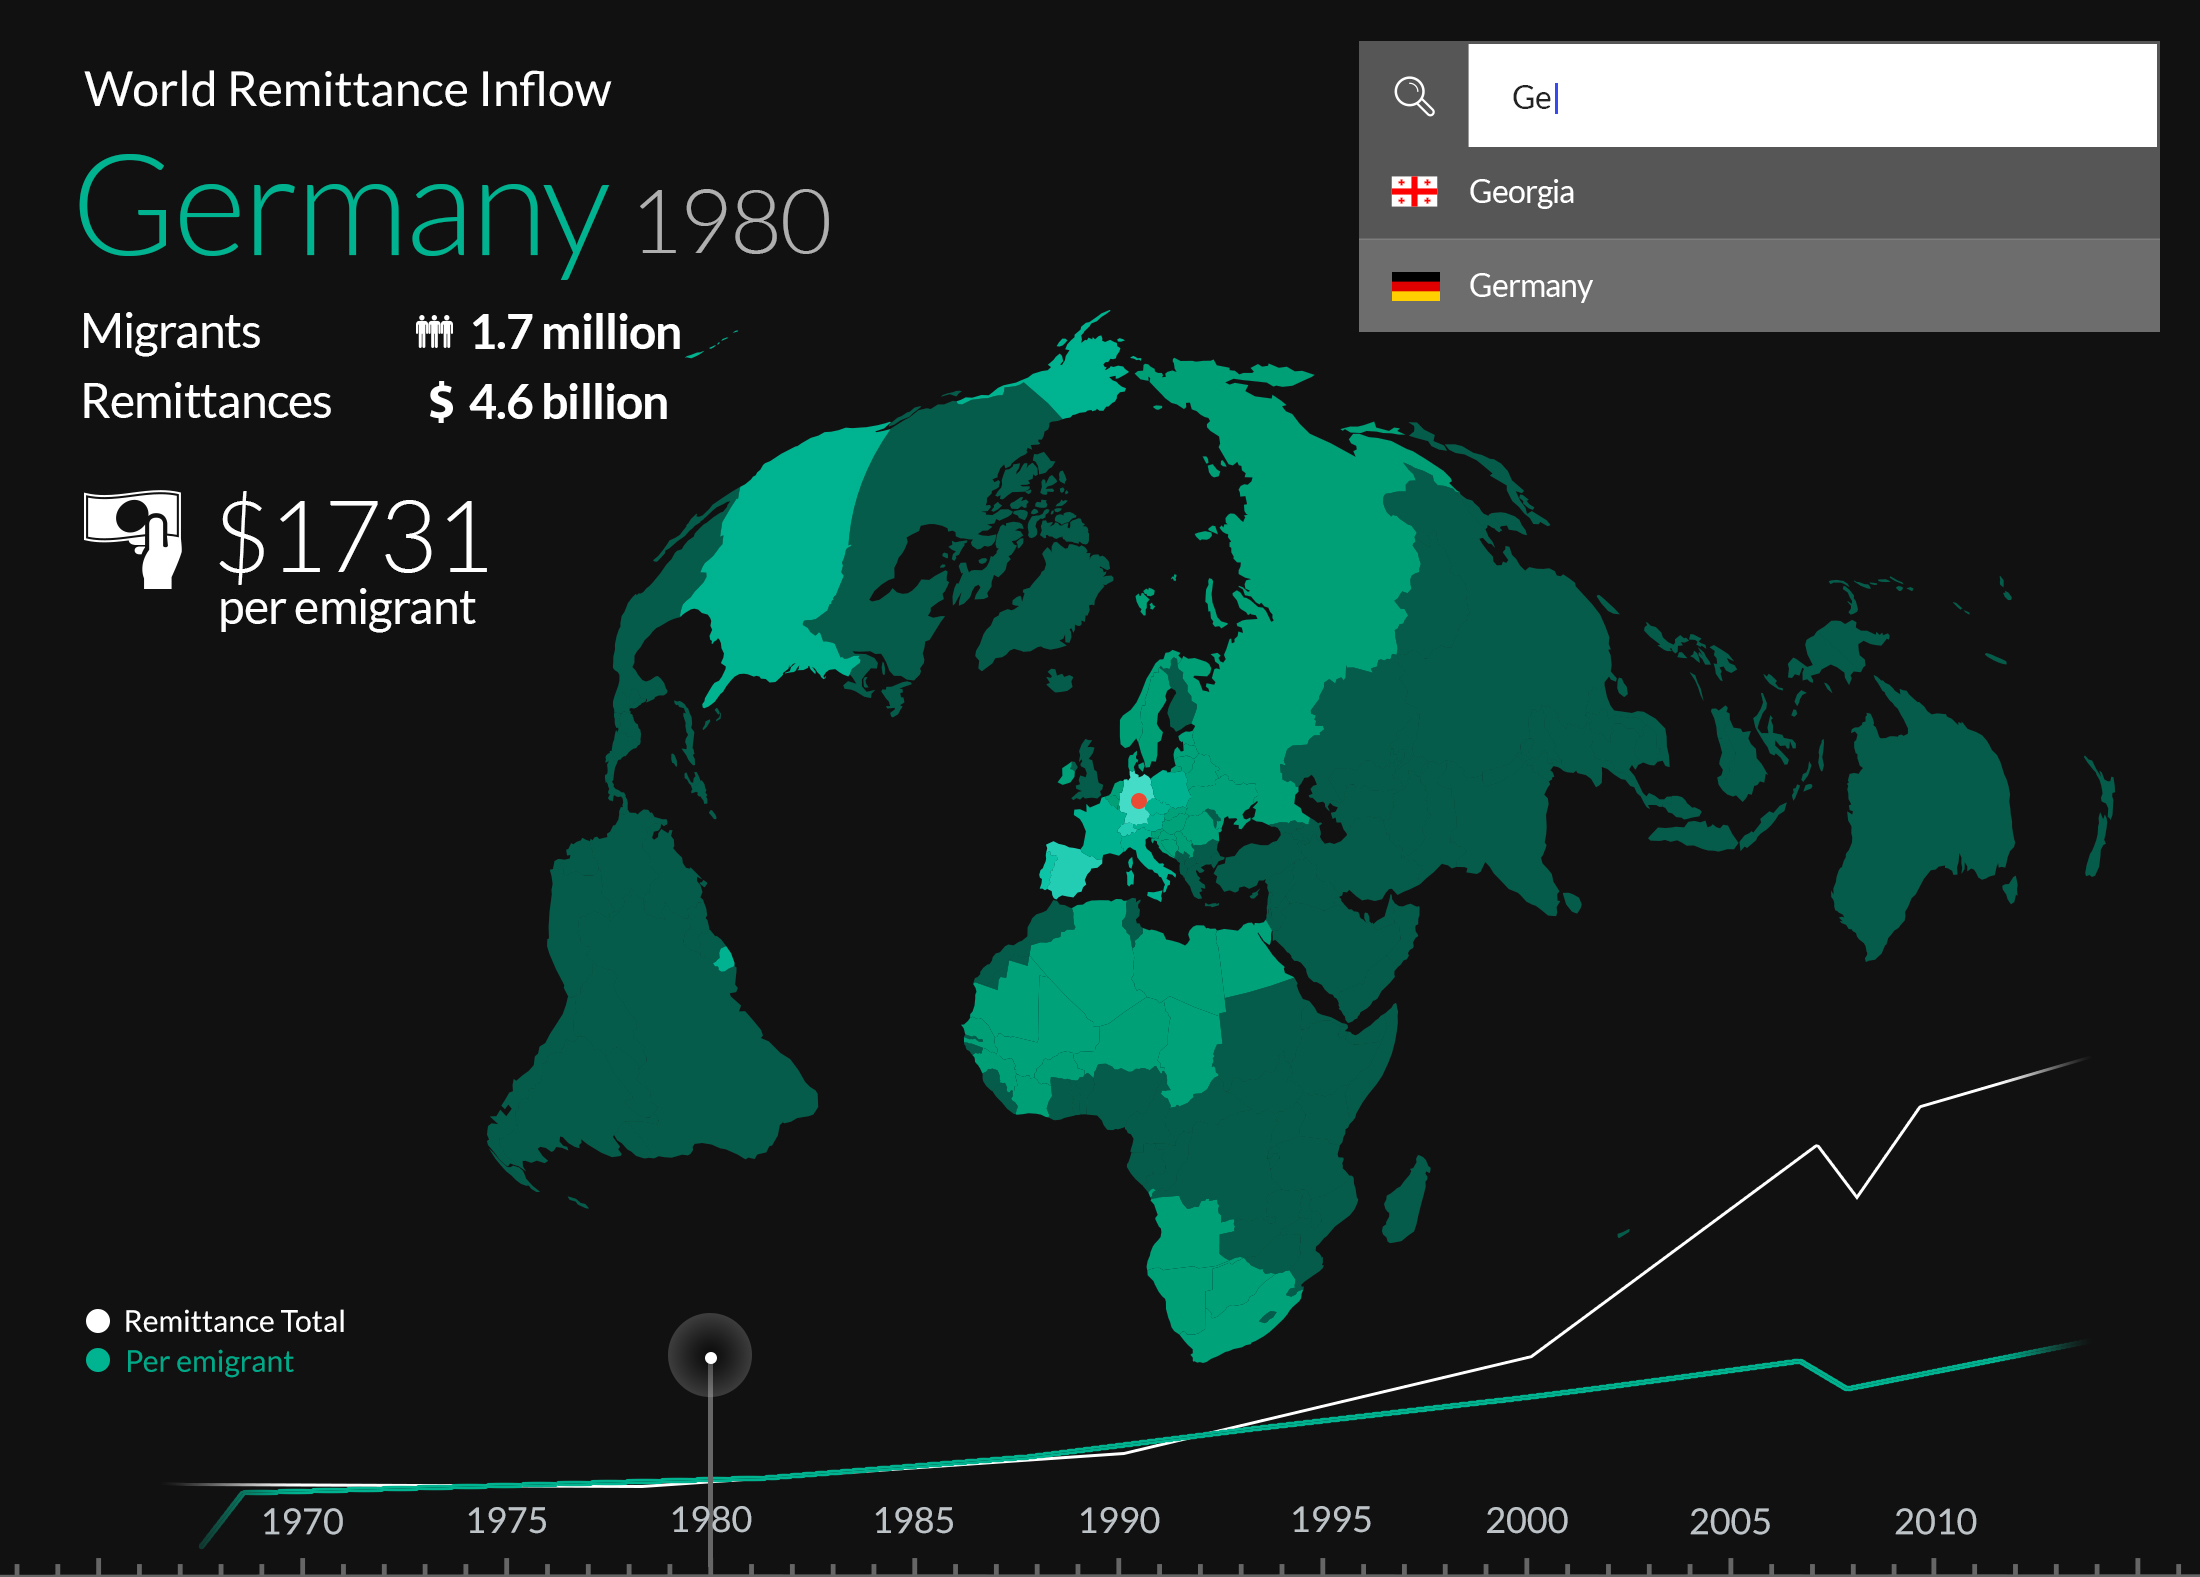 World Remittance Inflow
Germany 1980
Migrants 1.7 million
Remittances $ 4.6 billion
$1731
per emigrant
Ge
Georgia
Germany
Remittance Total
Per emigrant
1970 1975 1980 1985 1990 1995 2000 2005 2010